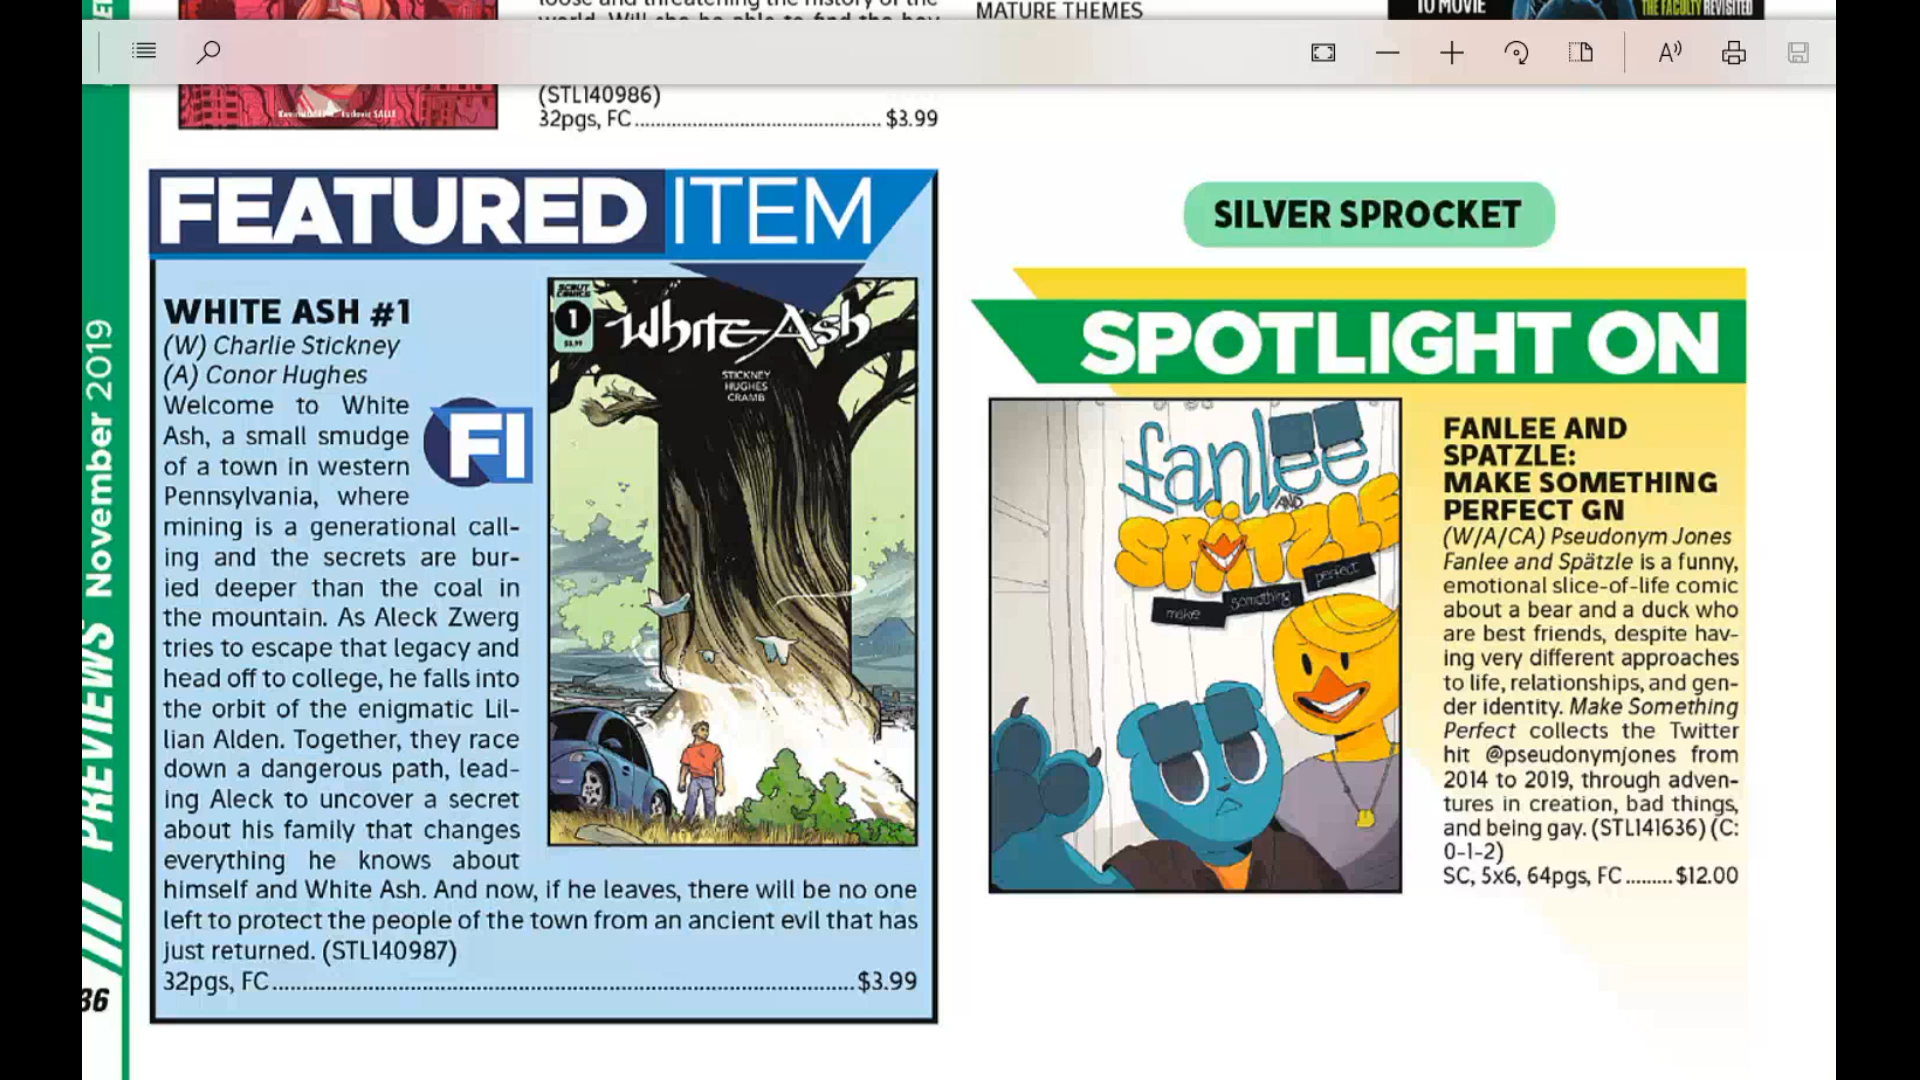 (STL140986)
32pgs, FC ........................................ $3.99
MATURE THEMES
TO MOVIE
THE FACULTY REVISITED
PREVIEWS November 2019
36
FEATURED ITEM
WHITE ASH #1
(W) Charlie Stickney
(A) Conor Hughes
Welcome to White
Ash, a small smudge
of a town in western
Pennsylvania, where
mining is a generational call-
ing and the secrets are bur-
ied deeper than the coal in
the mountain. As Aleck Zwerg
tries to escape that legacy and
head off to college, he falls into
the orbit of the enigmatic Lil-
lian Alden. Together, they race
down a dangerous path, lead-
ing Aleck to uncover a secret
about his family that changes
everything he knows about
himself and White Ash. And now, if he leaves, there will be no one
left to protect the people of the town from an ancient evil that has
just returned. (STL140987)
32pgs, FC ........................................ $3.99
FI
SCOUT
COMICS
1
$3.99
White Ash
STICKNEY
HUGHES
CRAMB
SILVER SPROCKET
SPOTLIGHT ON
fanlee
AND
SPÄTZLE
make something perfect
FANLEE AND
SPATZLE:
MAKE SOMETHING
PERFECT GN
(W/A/CA) Pseudonym Jones
Fanlee and Spätzle is a funny,
emotional slice-of-life comic
about a bear and a duck who
are best friends, despite hav-
ing very different approaches
to life, relationships, and gen-
der identity. Make Something
Perfect collects the Twitter
hit @pseudonymjones from
2014 to 2019, through adven-
tures in creation, bad things,
and being gay. (STL141636) (C:
0-1-2)
SC, 5x6, 64pgs, FC ......... $12.00